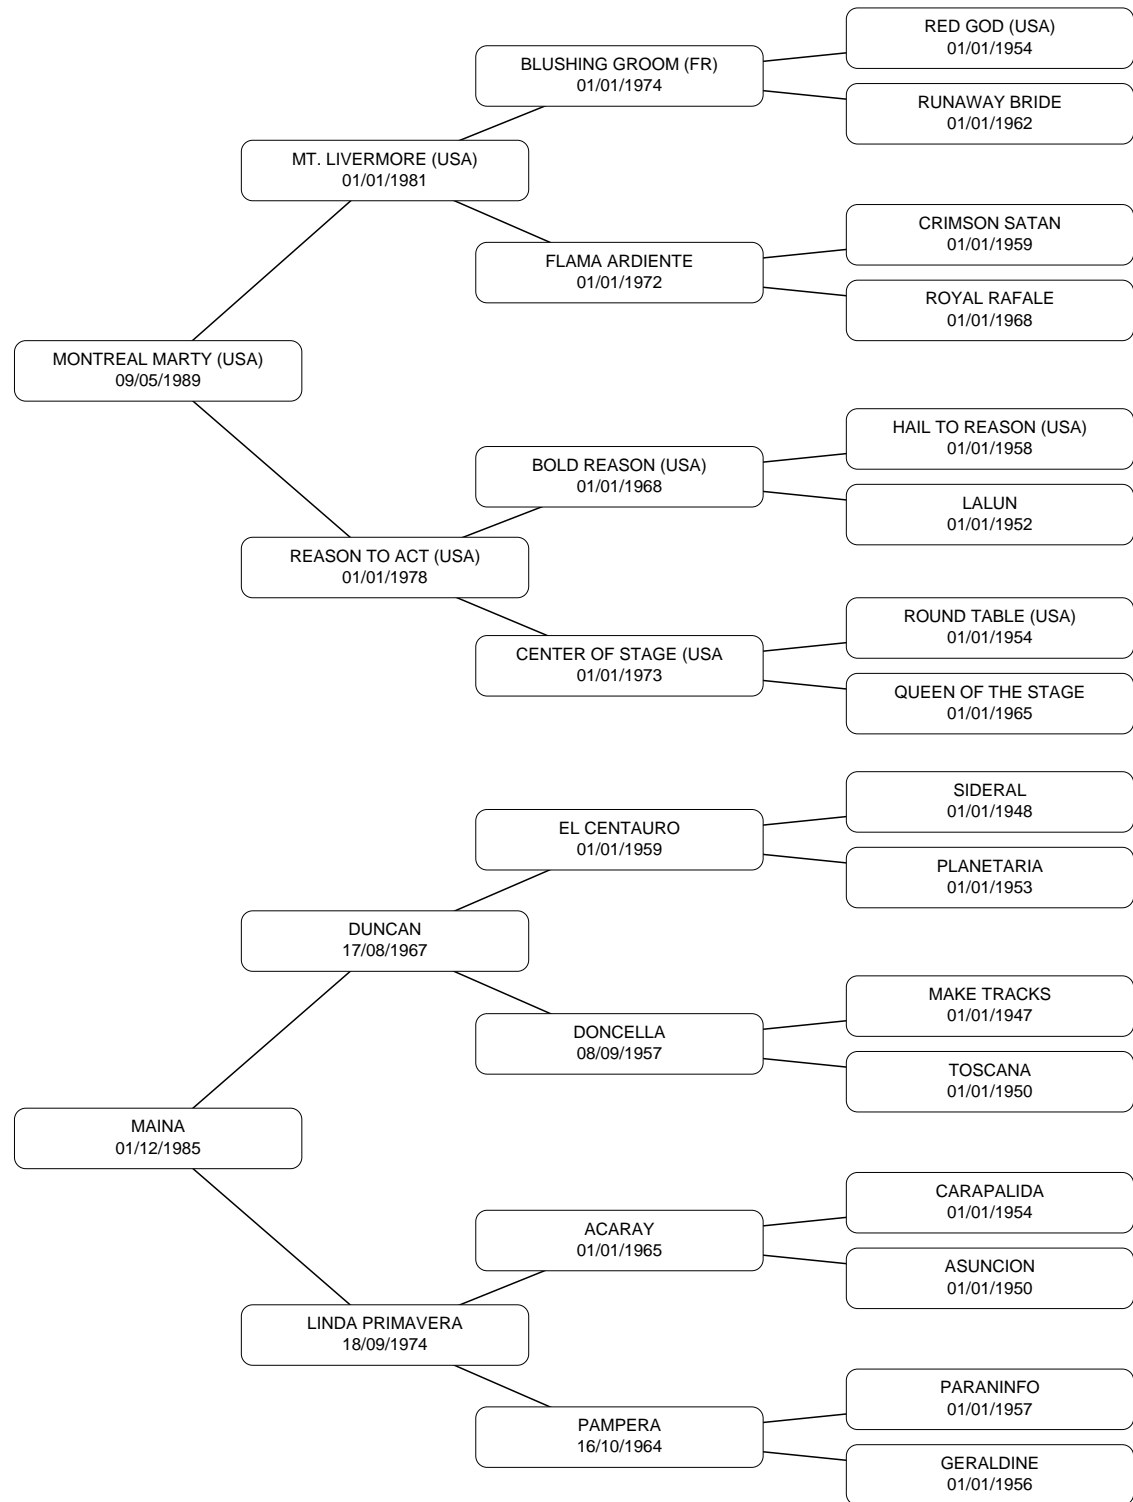 RED GOD (USA)
01/01/1954
BLUSHING GROOM (FR)
01/01/1974
RUNAWAY BRIDE
01/01/1962
MT. LIVERMORE (USA)
01/01/1981
CRIMSON SATAN
01/01/1959
FLAMA ARDIENTE
01/01/1972
ROYAL RAFALE
01/01/1968
MONTREAL MARTY (USA)
09/05/1989
HAIL TO REASON (USA)
01/01/1958
BOLD REASON (USA)
01/01/1968
LALUN
01/01/1952
REASON TO ACT (USA)
01/01/1978
ROUND TABLE (USA)
01/01/1954
CENTER OF STAGE (USA
01/01/1973
QUEEN OF THE STAGE
01/01/1965
SIDERAL
01/01/1948
EL CENTAURO
01/01/1959
PLANETARIA
01/01/1953
DUNCAN
17/08/1967
MAKE TRACKS
01/01/1947
DONCELLA
08/09/1957
TOSCANA
01/01/1950
MAINA
01/12/1985
CARAPALIDA
01/01/1954
ACARAY
01/01/1965
ASUNCION
01/01/1950
LINDA PRIMAVERA
18/09/1974
PARANINFO
01/01/1957
PAMPERA
16/10/1964
GERALDINE
01/01/1956